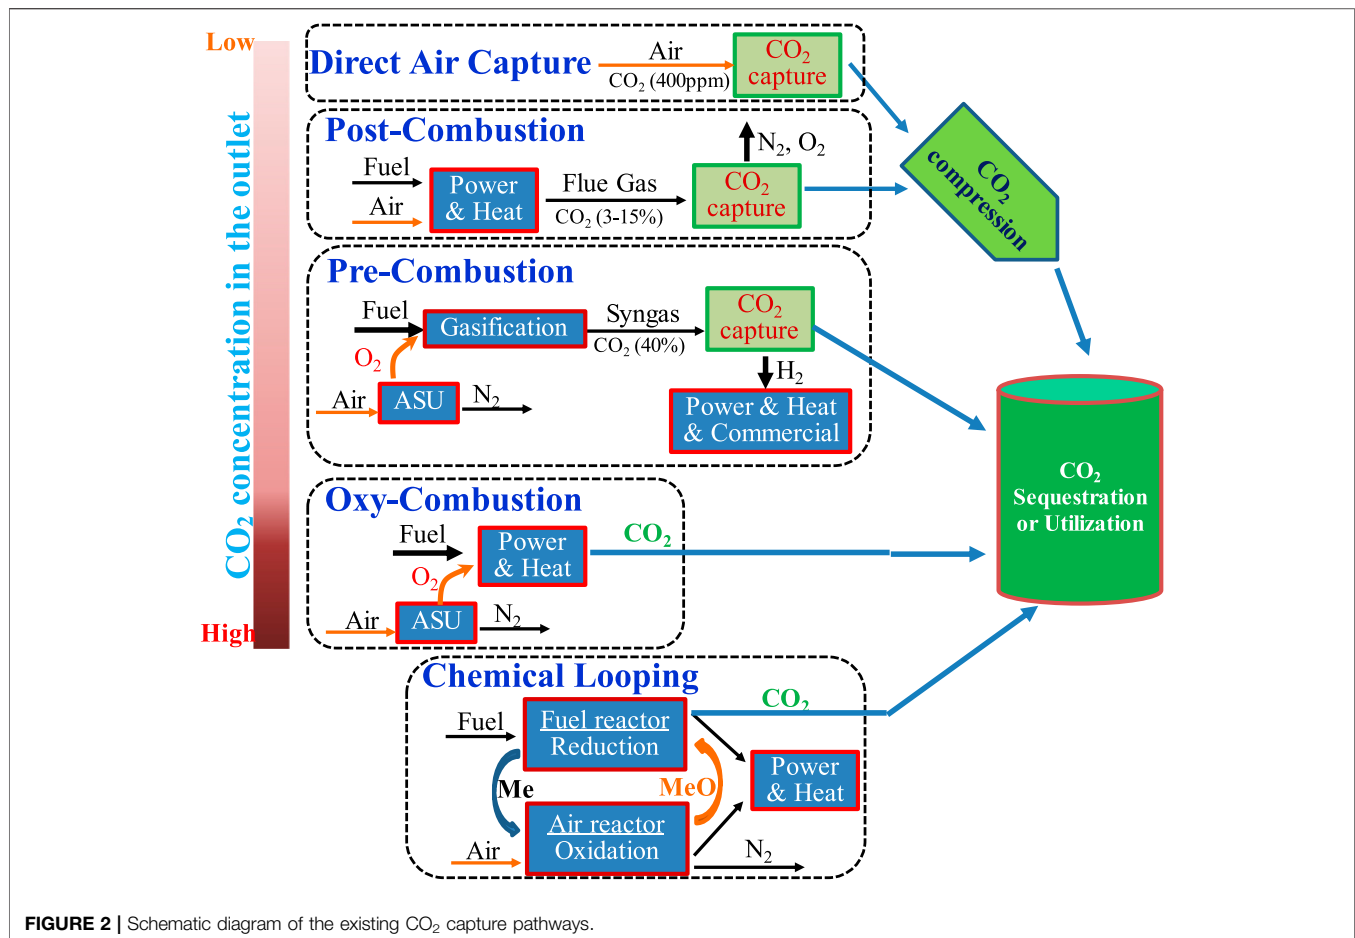 Low
High
CO₂ concentration in the outlet
Direct Air Capture
Air
CO₂ (400ppm)
CO₂
capture
Post-Combustion
Fuel
Air
Power
& Heat
Flue Gas
CO₂ (3-15%)
N₂, O₂
CO₂
capture
CO₂
compression
Pre-Combustion
Fuel
O₂
Gasification
Air
ASU
N₂
Syngas
CO₂ (40%)
CO₂
capture
H₂
Power & Heat
& Commercial
CO₂
Sequestration
or Utilization
Oxy-Combustion
Fuel
O₂
Power
& Heat
CO₂
Air
ASU
N₂
Chemical Looping
Fuel
Fuel reactor
Reduction
CO₂
Me
MeO
Power
& Heat
Air
Air reactor
Oxidation
N₂
FIGURE 2 | Schematic diagram of the existing CO₂ capture pathways.